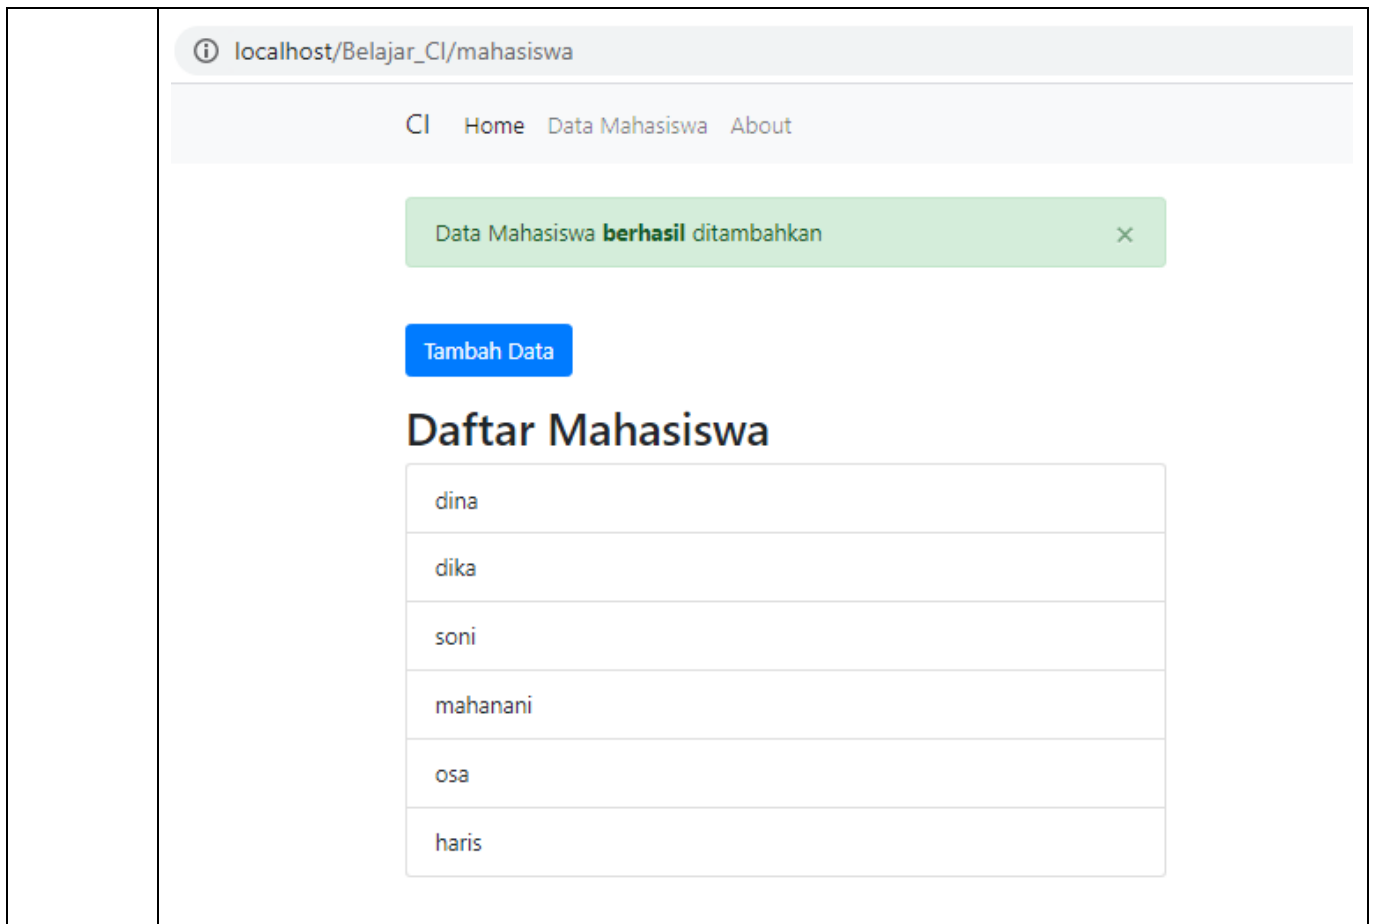 localhost/Belajar_CI/mahasiswa
CI Home Data Mahasiswa About
Data Mahasiswa berhasil ditambahkan ×
Tambah Data
Daftar Mahasiswa
dina
dika
soni
mahanani
osa
haris